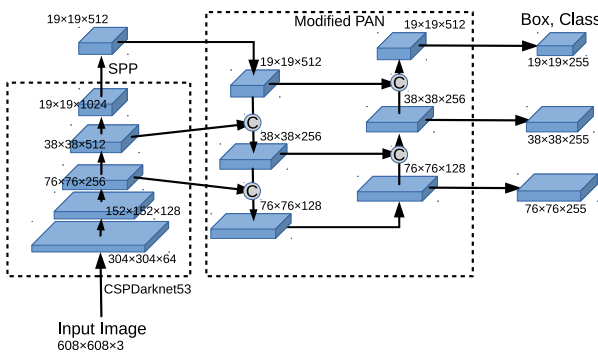 19×19×512
Modified PAN
19×19×512
Box, Class
SPP
19×19×512
19×19×255
19×19×1024
C
38×38×256
38×38×512
C
38×38×256
38×38×255
76×76×256
C
76×76×128
152×152×128
C
76×76×128
76×76×255
304×304×64
CSPDarknet53
Input Image
608×608×3